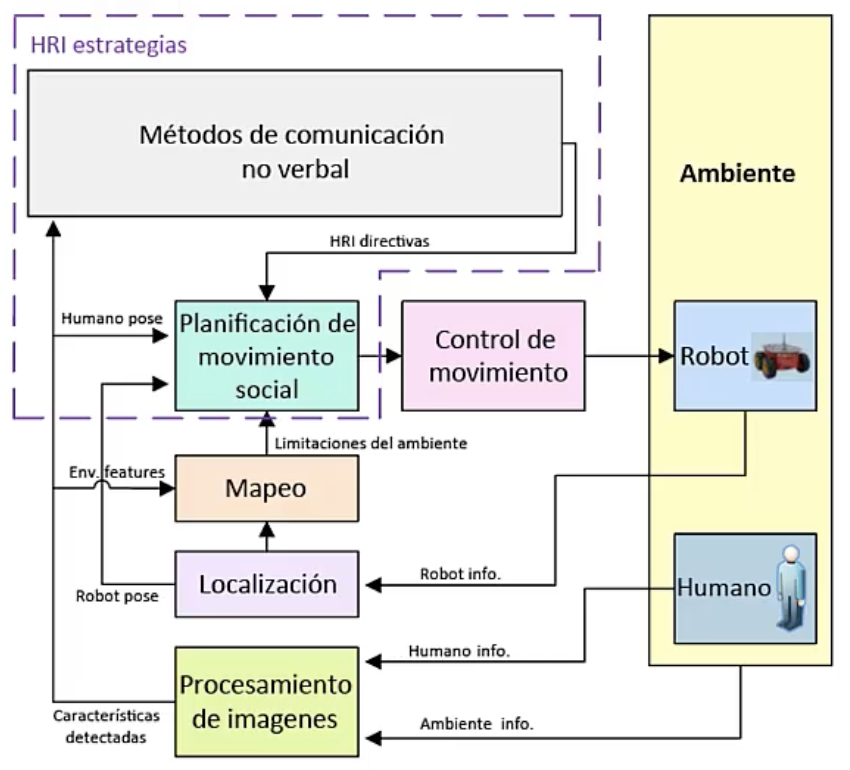 HRI estrategias
Métodos de comunicación
no verbal
Ambiente
HRI directivas
Humano pose
Planificación de
movimiento
social
Control de
movimiento
Robot
Limitaciones del ambiente
Env. features
Mapeo
Robot info.
Localización
Robot pose
Humano
Humano info.
Procesamiento
de imagenes
Características
detectadas
Ambiente info.